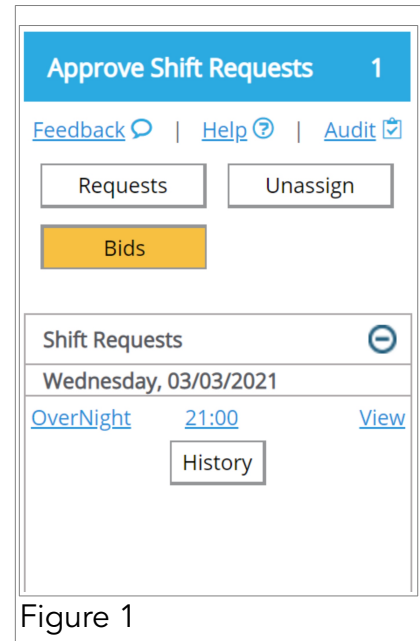 Approve Shift Requests 1
Feedback | Help | Audit
Requests Unassign
Bids
Shift Requests
Wednesday, 03/03/2021
OverNight 21:00 View
History
Figure 1